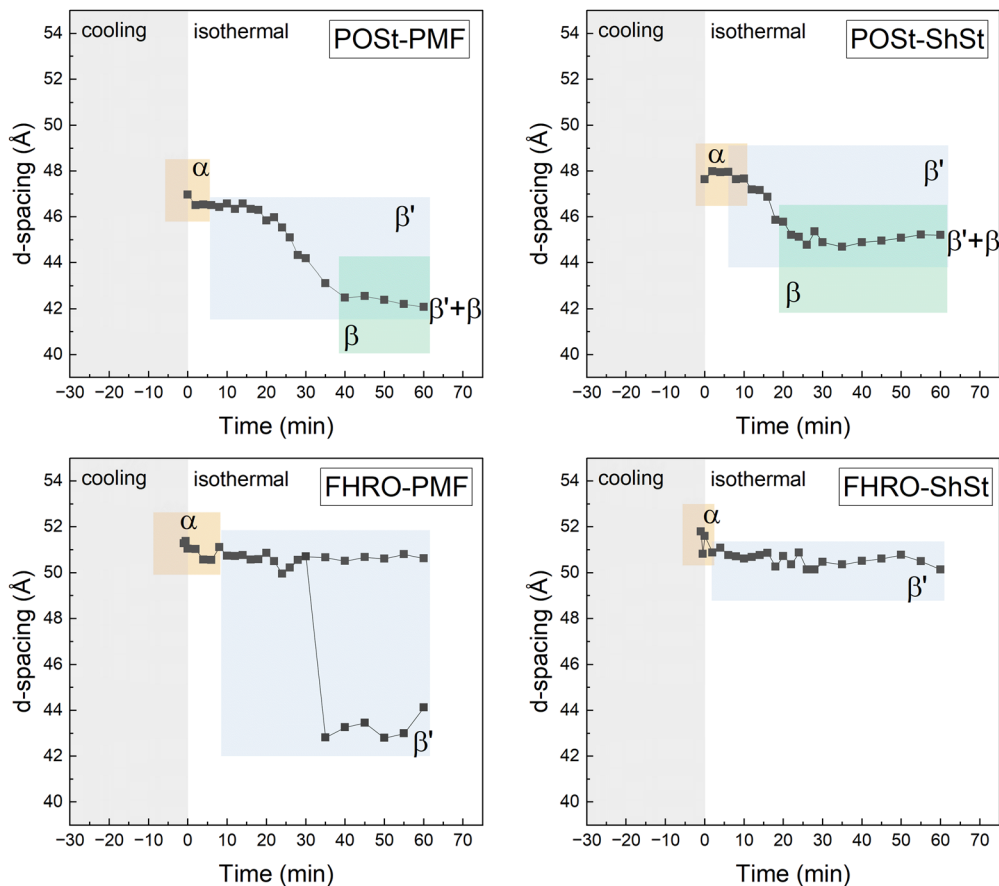 cooling isothermal POSt-PMF
α
β'
β'+β
β
d-spacing (Å)
54
52
50
48
46
44
42
40
−30 −20 −10 0 10 20 30 40 50 60 70
Time (min)
cooling isothermal POSt-ShSt
α
β'
β'+β
β
d-spacing (Å)
54
52
50
48
46
44
42
40
−30 −20 −10 0 10 20 30 40 50 60 70
Time (min)
cooling isothermal FHRO-PMF
α
β'
d-spacing (Å)
54
52
50
48
46
44
42
40
−30 −20 −10 0 10 20 30 40 50 60 70
Time (min)
cooling isothermal FHRO-ShSt
α
β'
d-spacing (Å)
54
52
50
48
46
44
42
40
−30 −20 −10 0 10 20 30 40 50 60 70
Time (min)